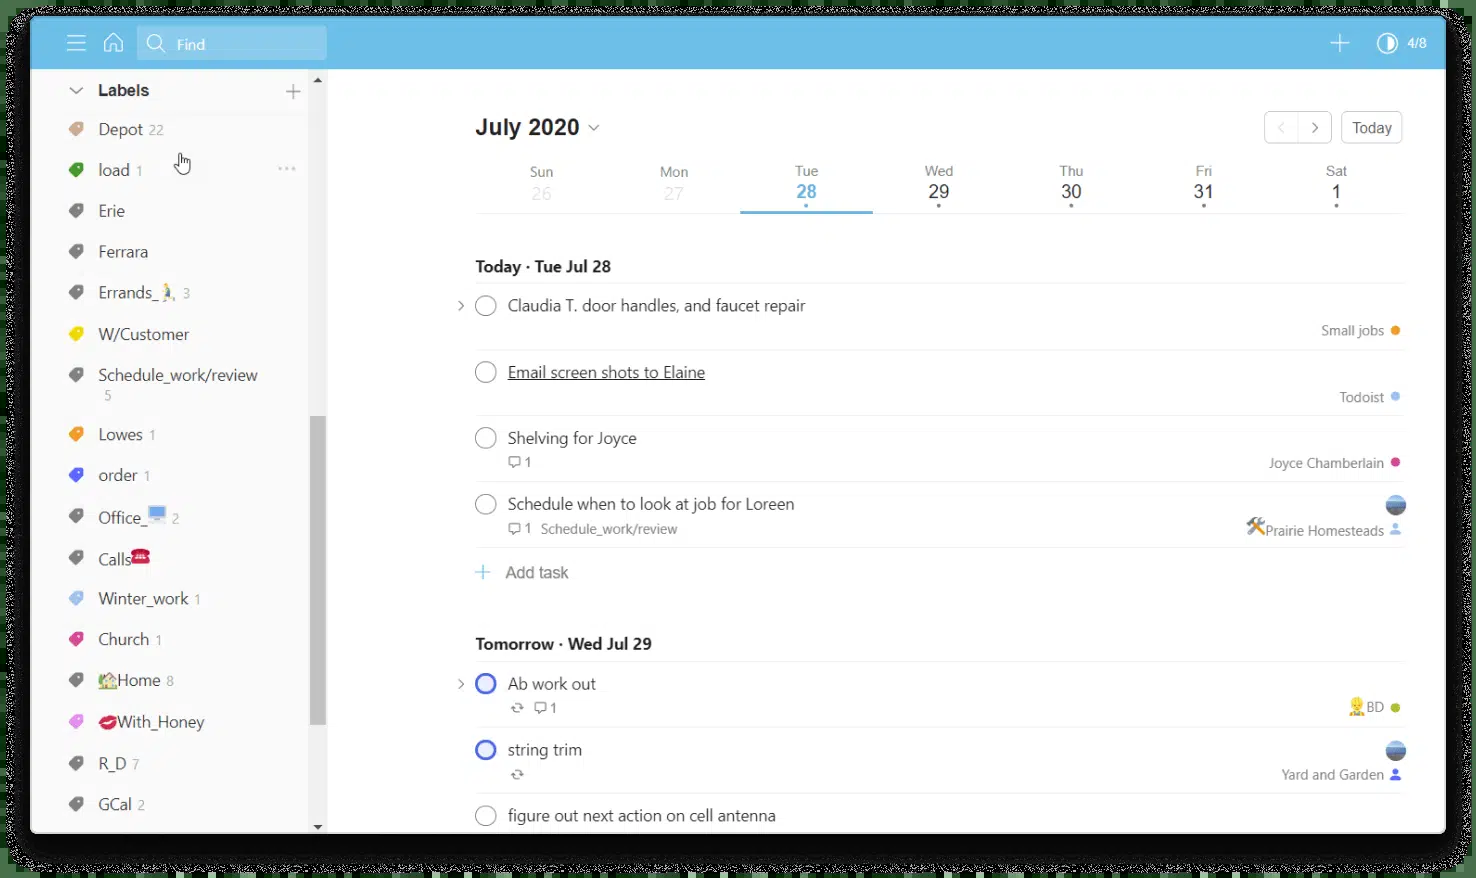 Find
4/8
Labels
Depot 22
load 1
Erie
Ferrara
Errands_ 3
W/Customer
Schedule_work/review
5
Lowes 1
order 1
Office_ 2
Calls
Winter_work 1
Church 1
Home 8
With_Honey
R_D 7
GCal 2
July 2020
Today
Sun Mon Tue Wed Thu Fri Sat
26 27 28 29 30 31 1
Today · Tue Jul 28
Claudia T. door handles, and faucet repair
Small jobs
Email screen shots to Elaine
Todoist
Shelving for Joyce
1
Joyce Chamberlain
Schedule when to look at job for Loreen
1 Schedule_work/review
Prairie Homesteads
Add task
Tomorrow · Wed Jul 29
Ab work out
1
BD
string trim
Yard and Garden
figure out next action on cell antenna